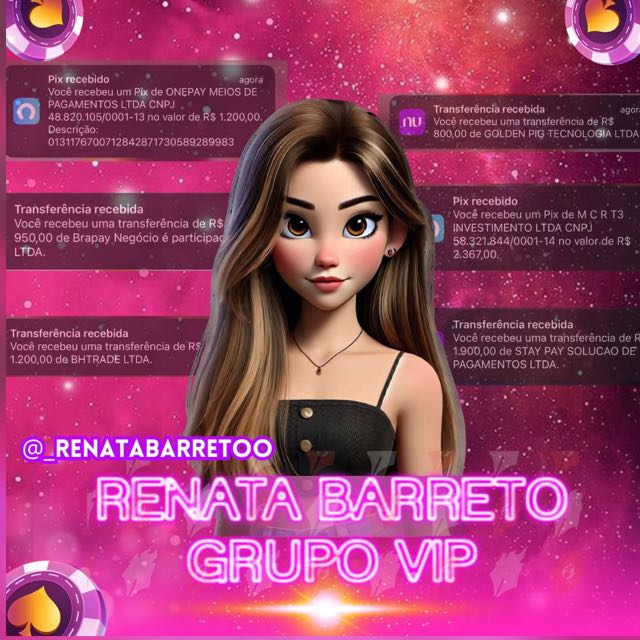 Pix recebido
agora
Você recebeu um Pix de ONEPAY MEIOS DE
PAGAMENTOS LTDA CNPJ
48.820.105/0001-13 no valor de R$ 1.200,00.
Descrição:
01311767007128428717305892899​83
Transferência recebida
agor
Você recebeu uma transferência de R$
800,00 de GOLDEN PIG TECNOLOGIA LTDA
nu
Transferência recebida
Você recebeu uma transferência de R$
950,00 de Brapay Negócio é participac
LTDA.
Pix recebido
Você recebeu um Pix de M C R T3
INVESTIMENTO LTDA CNPJ
58.321.844/0001-14 no valor de R$
2.367,00.
Transferência recebida
Você recebeu uma transferência de R$
1.200,00 de BHTRADE LTDA.
Transferência recebida
Você recebeu uma transferência de R
1.900,00 de STAY PAY SOLUCAO DE
PAGAMENTOS LTDA.
@_RENATABARRETOO
RENATA BARRETO
GRUPO VIP